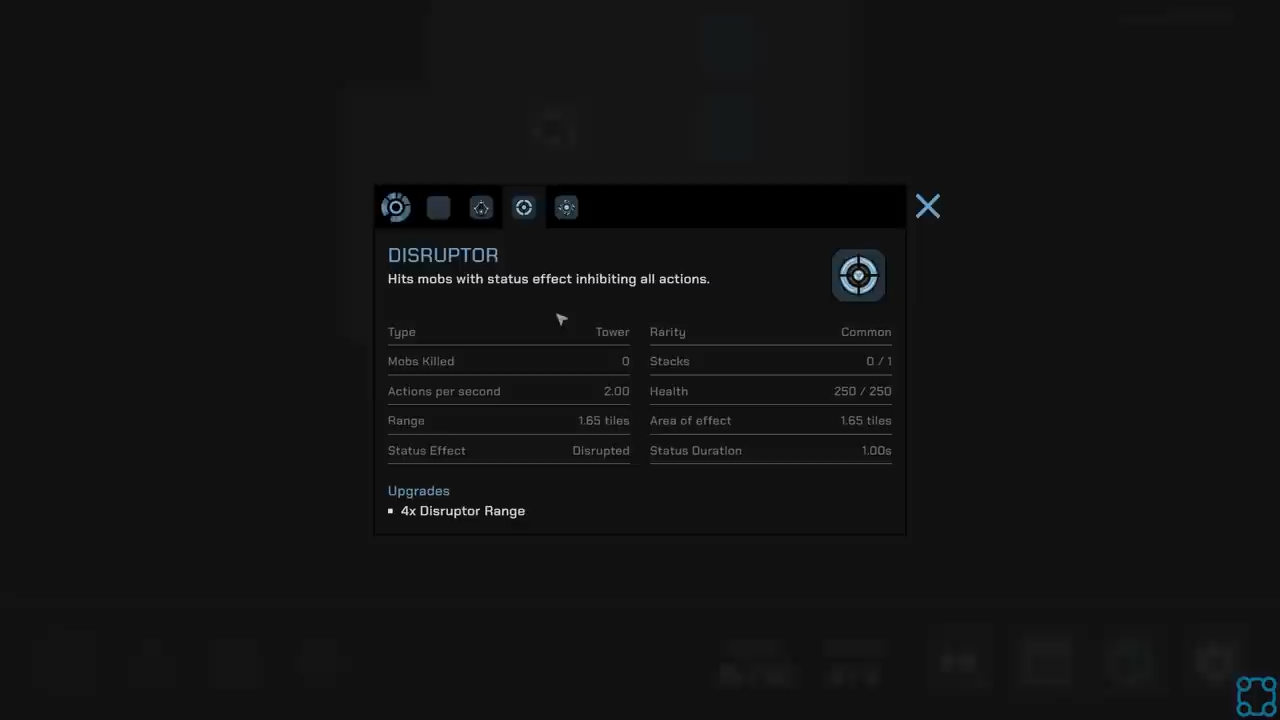 DISRUPTOR
Hits mobs with status effect inhibiting all actions.
Type Tower Rarity Common
Mobs Killed 0 Stacks 0 / 1
Actions per second 2.00 Health 250 / 250
Range 1.65 tiles Area of effect 1.65 tiles
Status Effect Disrupted Status Duration 1.00s
Upgrades
4x Disruptor Range